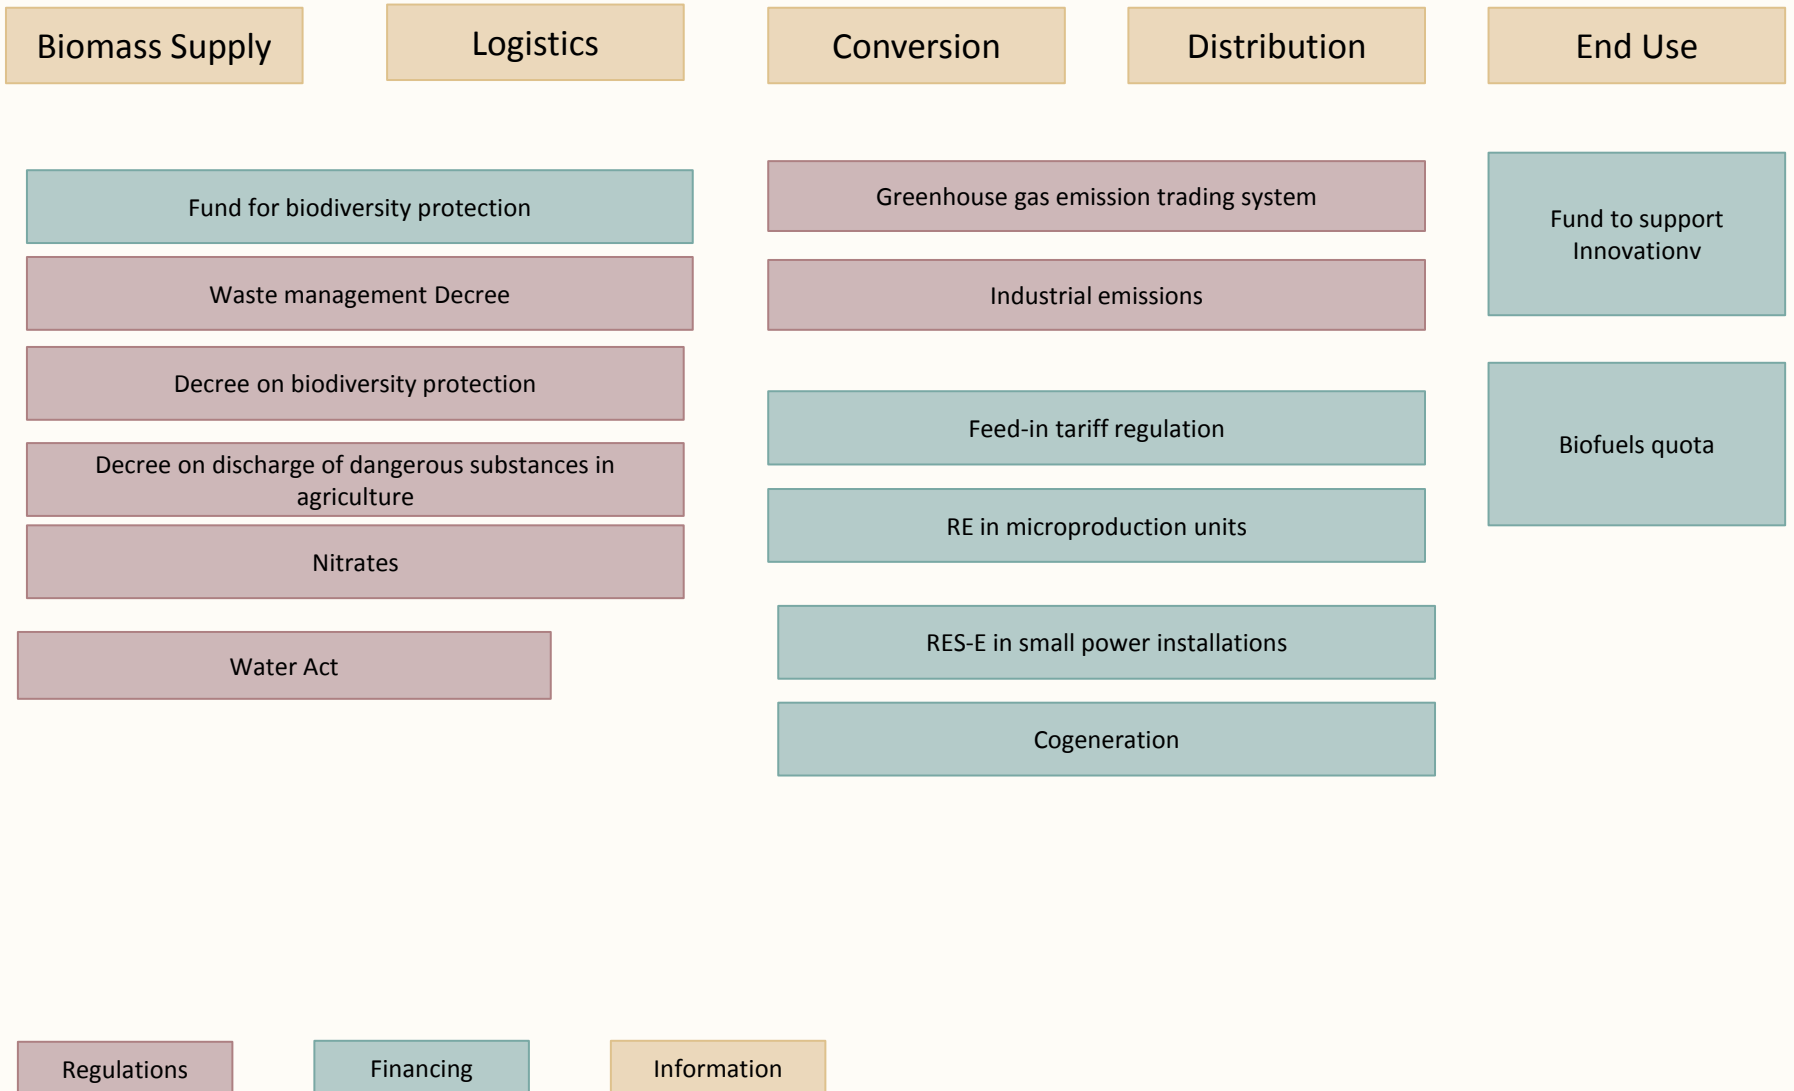 Biomass Supply
Logistics
Conversion
Distribution
End Use
Fund for biodiversity protection
Waste management Decree
Decree on biodiversity protection
Decree on discharge of dangerous substances in
agriculture
Nitrates
Water Act
Greenhouse gas emission trading system
Industrial emissions
Feed-in tariff regulation
RE in microproduction units
RES-E in small power installations
Cogeneration
Fund to support
Innovationv
Biofuels quota
Regulations
Financing
Information